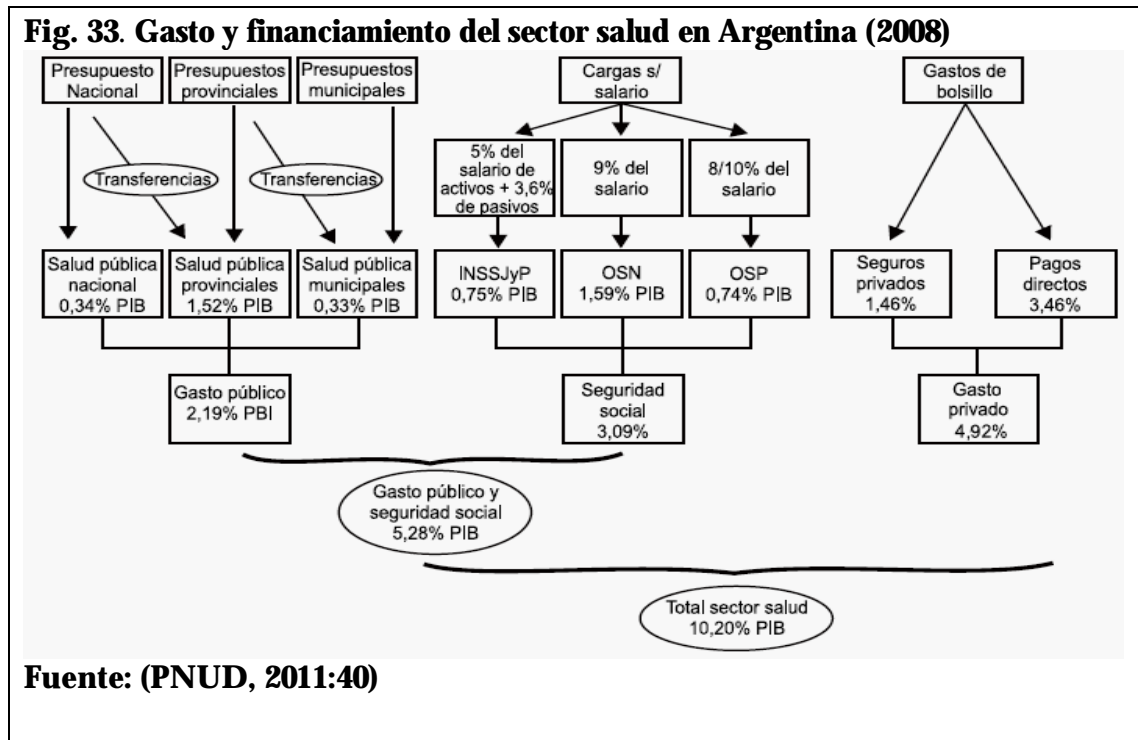 Fig. 33. Gasto y financiamiento del sector salud en Argentina (2008)
Presupuesto
Nacional
Presupuestos
provinciales
Presupuestos
municipales
Cargas s/
salario
Gastos de
bolsillo
Transferencias
Transferencias
5% del
salario de
activos + 3,6%
de pasivos
9% del
salario
8/10% del
salario
Salud pública
nacional
0,34% PIB
Salud pública
provinciales
1,52% PIB
Salud pública
municipales
0,33% PIB
INSSJyP
0,75% PIB
OSN
1,59% PIB
OSP
0,74% PIB
Seguros
privados
1,46%
Pagos
directos
3,46%
Gasto público
2,19% PBI
Seguridad
social
3,09%
Gasto
privado
4,92%
Gasto público y
seguridad social
5,28% PIB
Total sector salud
10,20% PIB
Fuente: (PNUD, 2011:40)